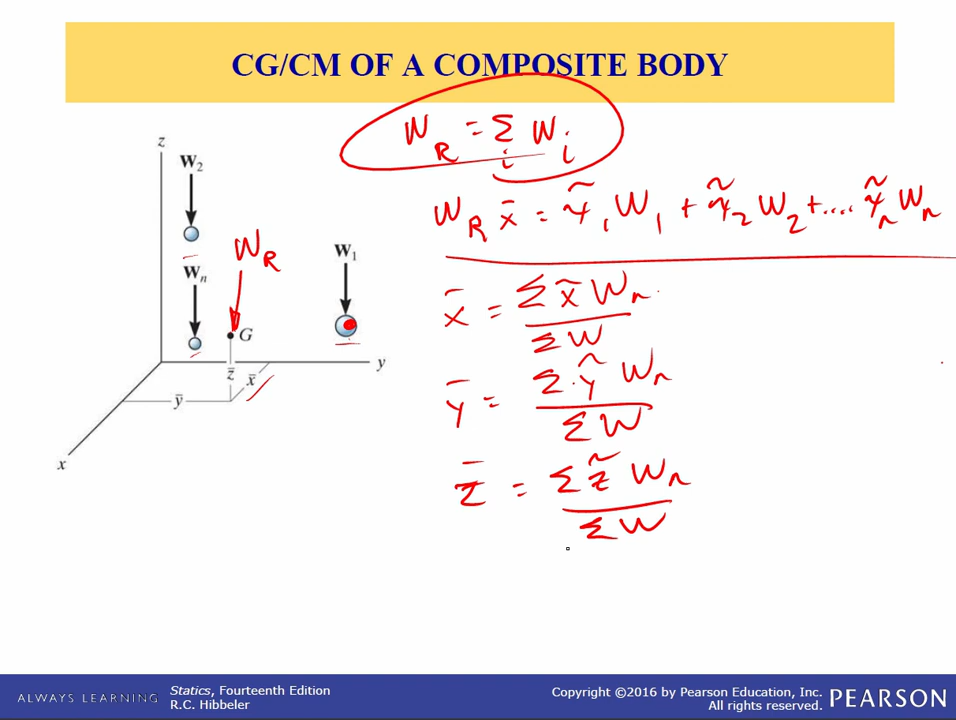 CG/CM OF A COMPOSITE BODY
W_R = Σ_i W_i
W_R x̄ = x̃_1 W_1 + x̃_2 W_2 + .... x̃_n W_n
z
W_2
W_R
W_n
W_1
G
y
z̄
x̄
ȳ
x
x̄ = Σ x̃ W_n / Σ W
ȳ = Σ ỹ W_n / Σ W
z̄ = Σ z̃ W_n / Σ W
ALWAYS LEARNING
Statics, Fourteenth Edition
R.C. Hibbeler
Copyright ©2016 by Pearson Education, Inc.
All rights reserved.
PEARSON